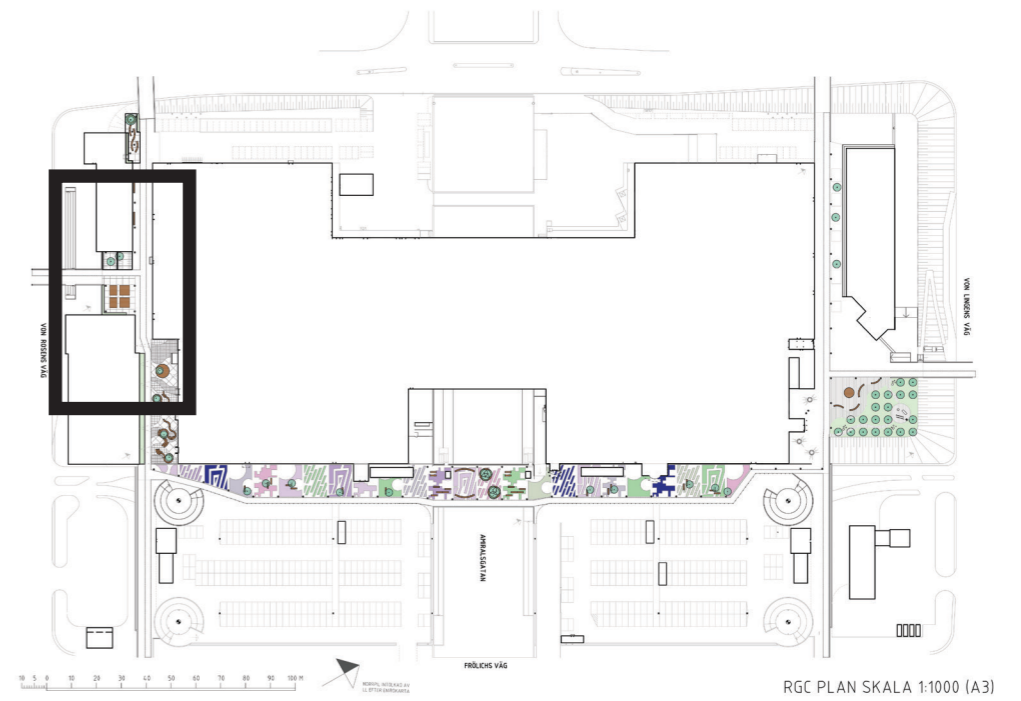 VON ROSENS VÄG
VON LINGENS VÄG
AMIRALSGATAN
FRÖLICHS VÄG
10 5 0 10 20 30 40 50 60 70 80 90 100 M
RGC PLAN SKALA 1:1000 (A3)